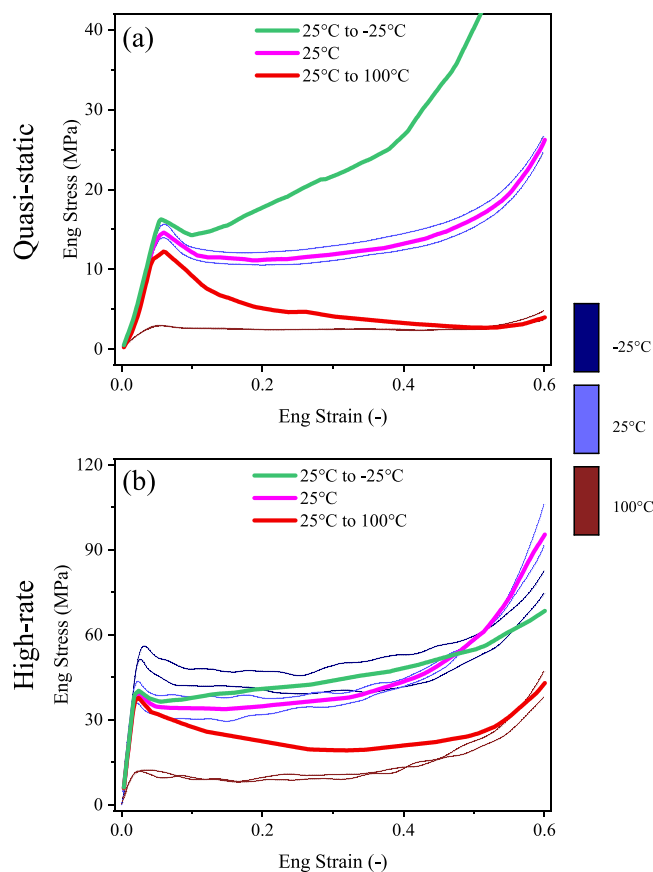 (a)
25°C to -25°C
25°C
25°C to 100°C
40
30
20
10
0
Eng Stress (MPa)
Quasi-static
0.0
0.2
0.4
0.6
Eng Strain (-)
-25°C
25°C
100°C
(b)
25°C to -25°C
25°C
25°C to 100°C
120
90
60
30
0
Eng Stress (MPa)
High-rate
0.0
0.2
0.4
0.6
Eng Strain (-)